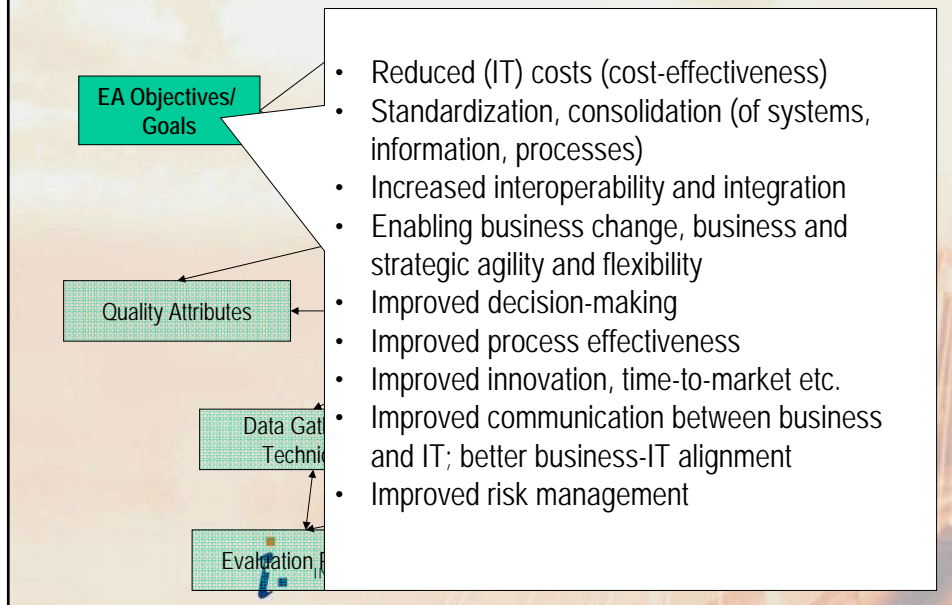 EA Objectives/
Goals
• Reduced (IT) costs (cost-effectiveness)
• Standardization, consolidation (of systems,
information, processes)
• Increased interoperability and integration
• Enabling business change, business and
strategic agility and flexibility
• Improved decision-making
• Improved process effectiveness
• Improved innovation, time-to-market etc.
• Improved communication between business
and IT; better business-IT alignment
• Improved risk management
Quality Attributes
Data
Evaluation